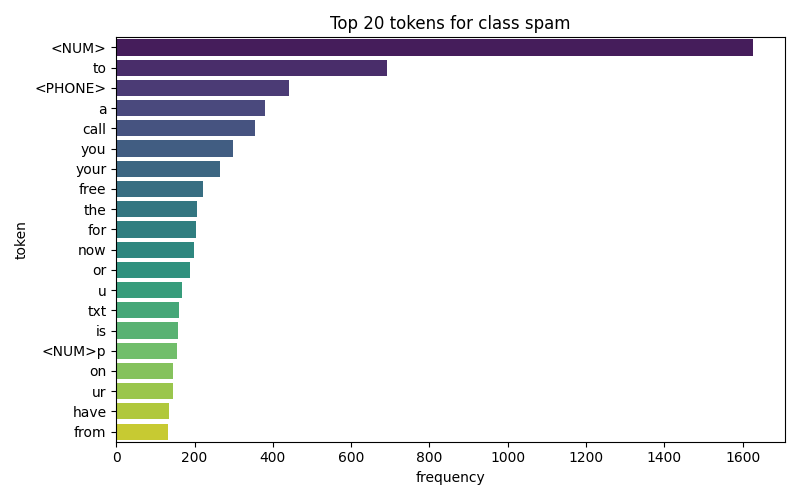 Top 20 tokens for class spam
<NUM>
to
<PHONE>
a
call
you
your
free
the
for
now
or
u
txt
is
<NUM>p
on
ur
have
from
token
0 200 400 600 800 1000 1200 1400 1600
frequency